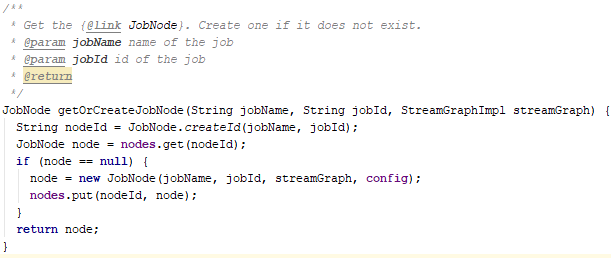 /**
 * Get the {@link JobNode}. Create one if it does not exist.
 * @param jobName name of the job
 * @param jobId id of the job
 * @return
 */
JobNode getOrCreateJobNode(String jobName, String jobId, StreamGraphImpl streamGraph) {
  String nodeId = JobNode.createId(jobName, jobId);
  JobNode node = nodes.get(nodeId);
  if (node == null) {
    node = new JobNode(jobName, jobId, streamGraph, config);
    nodes.put(nodeId, node);
  }
  return node;
}